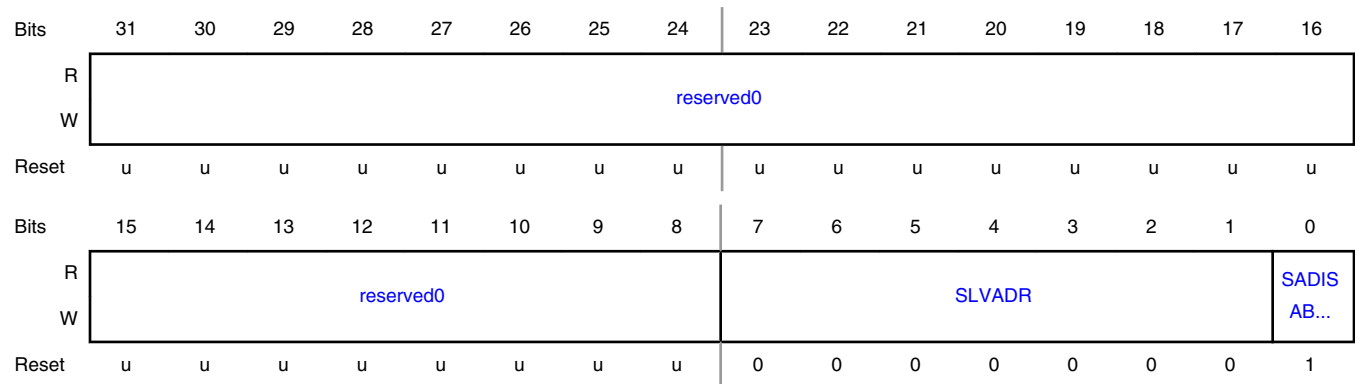 Bits 31 30 29 28 27 26 25 24 23 22 21 20 19 18 17 16
R
reserved0
W
Reset u u u u u u u u u u u u u u u u
Bits 15 14 13 12 11 10 9 8 7 6 5 4 3 2 1 0
R
reserved0 SLVADR SADIS
AB...
W
Reset u u u u u u u u 0 0 0 0 0 0 0 1